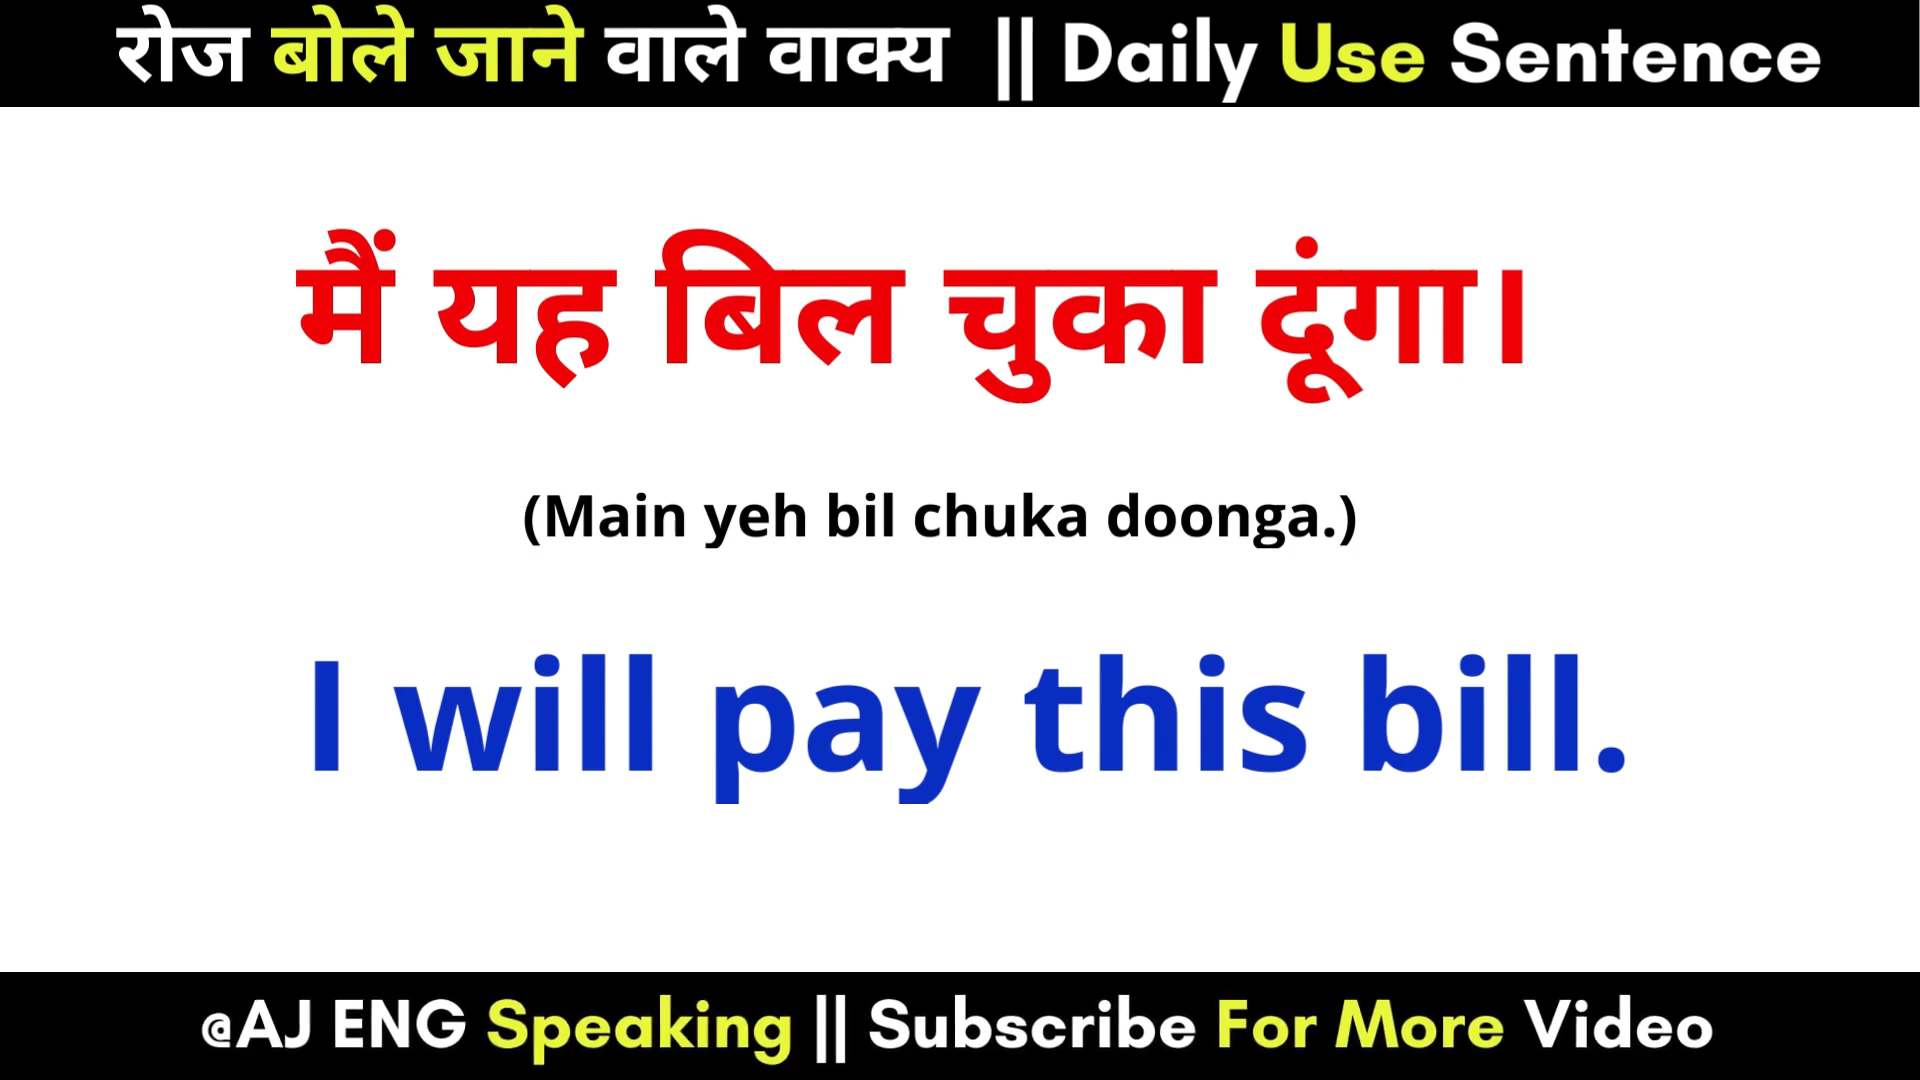 रोज बोले जाने वाले वाक्य || Daily Use Sentence
मैं यह बिल चुका दूंगा।
(Main yeh bil chuka doonga.)
I will pay this bill.
@AJ ENG Speaking || Subscribe For More Video